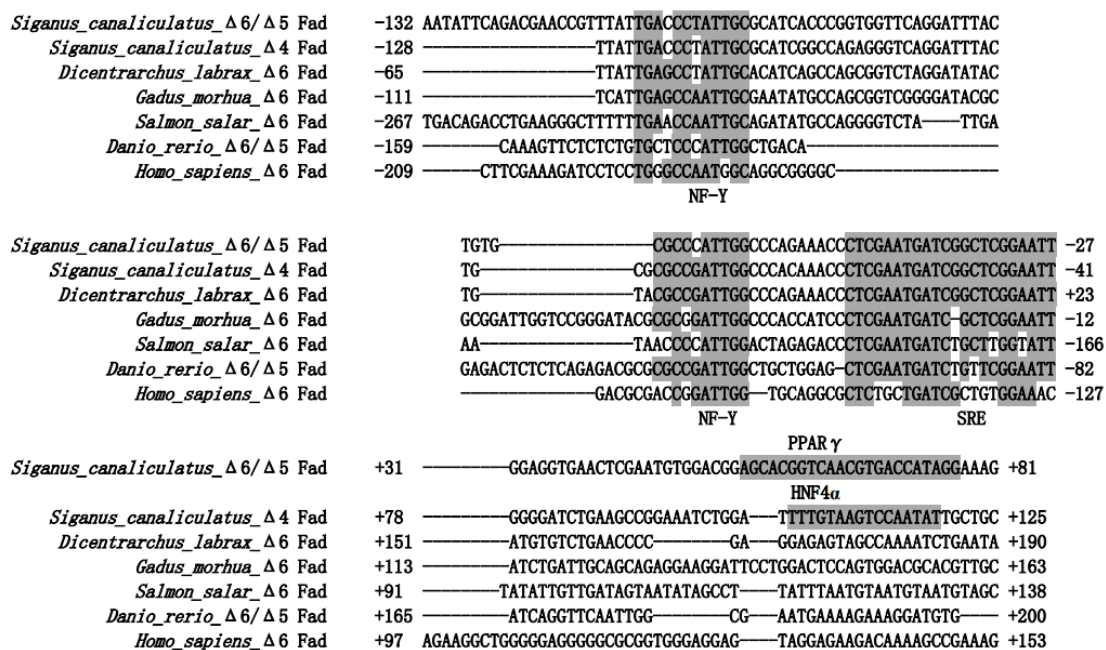 Siganus_canaliculatus_Δ6/Δ5 Fad -132 AATATTCAGACGAACCGTTTATTGACCCTATTGCGCATCACCCGGTGGTTCAGGATTTAC
Siganus_canaliculatus_Δ4 Fad -128 ------------------TTATTGACCCTATTGCGCATCGGCCAGAGGGTCAGGATTTAC
Dicentrarchus_labrax_Δ6 Fad -65 ------------------TTATTGAGCCTATTGCACATCAGCCAGCGGTCTAGGATATAC
Gadus_morhua_Δ6 Fad -111 ------------------TCATTGAGCCAATTGCGAATATGCCAGCGGTCGGGGATACGC
Salmon_salar_Δ6 Fad -267 TGACAGACCTGAAGGGCTTTTTTGAACCAATTGCAGATATGCCAGGGGTCTA----TTGA
Danio_rerio_Δ6/Δ5 Fad -159 --------CAAAGTTCTCTCTGTGCTCCCATTGGCTGACA--------------------
Homo_sapiens_Δ6 Fad -209 ------CTTCGAAAGATCCTCCTGGGCCAATGGCAGGCGGGGC-----------------
NF-Y
Siganus_canaliculatus_Δ6/Δ5 Fad TGTG----------------CGCCCATTGGCCCAGAAACCCTCGAATGATCGGCTCGGAATT -27
Siganus_canaliculatus_Δ4 Fad TG----------------CGCGCCGATTGGCCCACAAACCCTCGAATGATCGGCTCGGAATT -41
Dicentrarchus_labrax_Δ6 Fad TG----------------TACGCCGATTGGCCCAGAAACCCTCGAATGATCGGCTCGGAATT +23
Gadus_morhua_Δ6 Fad GCGGATTGGTCCGGGATACGCGCGGATTGGCCCACCATCCCTCGAATGATC-GCTCGGAATT -12
Salmon_salar_Δ6 Fad AA----------------TAACCCCATTGGACTAGAGACCCTCGAATGATCTGCTTGGTATT -166
Danio_rerio_Δ6/Δ5 Fad GAGACTCTCTCAGAGACGCGCGCCGATTGGCTGCTGGAG-CTCGAATGATCTGTTCGGAATT -82
Homo_sapiens_Δ6 Fad --------------GACGCGACCGGATTGG--TGCAGGCGCTCTGCTGATCGCTGTGGAAAC -127
NF-Y SRE
PPARγ
Siganus_canaliculatus_Δ6/Δ5 Fad +31 ---------GGAGGTGAACTCGAATGTGGACGGAGCACGGTCAACGTGACCATAGGAAAG +81
HNF4α
Siganus_canaliculatus_Δ4 Fad +78 ---------GGGGATCTGAAGCCGGAAATCTGGA---TTTTGTAAGTCCAATATTGCTGC +125
Dicentrarchus_labrax_Δ6 Fad +151 ---------ATGTGTCTGAACCCC--------GA---GGAGAGTAGCCAAAATCTGAATA +190
Gadus_morhua_Δ6 Fad +113 ---------ATCTGATTGCAGCAGAGGAAGGATTCCTGGACTCCAGTGGACGCACGTTGC +163
Salmon_salar_Δ6 Fad +91 --------TATATTGTTGATAGTAATATAGCCT----TATTTAATGTAATGTAATGTAGC +138
Danio_rerio_Δ6/Δ5 Fad +165 ---------ATCAGGTTCAATTGG--------CG---AATGAAAAGAAAGGATGTG---- +200
Homo_sapiens_Δ6 Fad +97 AGAAGGCTGGGGGAGGGGGCGCGGTGGGAGGAG----TAGGAGAAGACAAAAGCCGAAAG +153